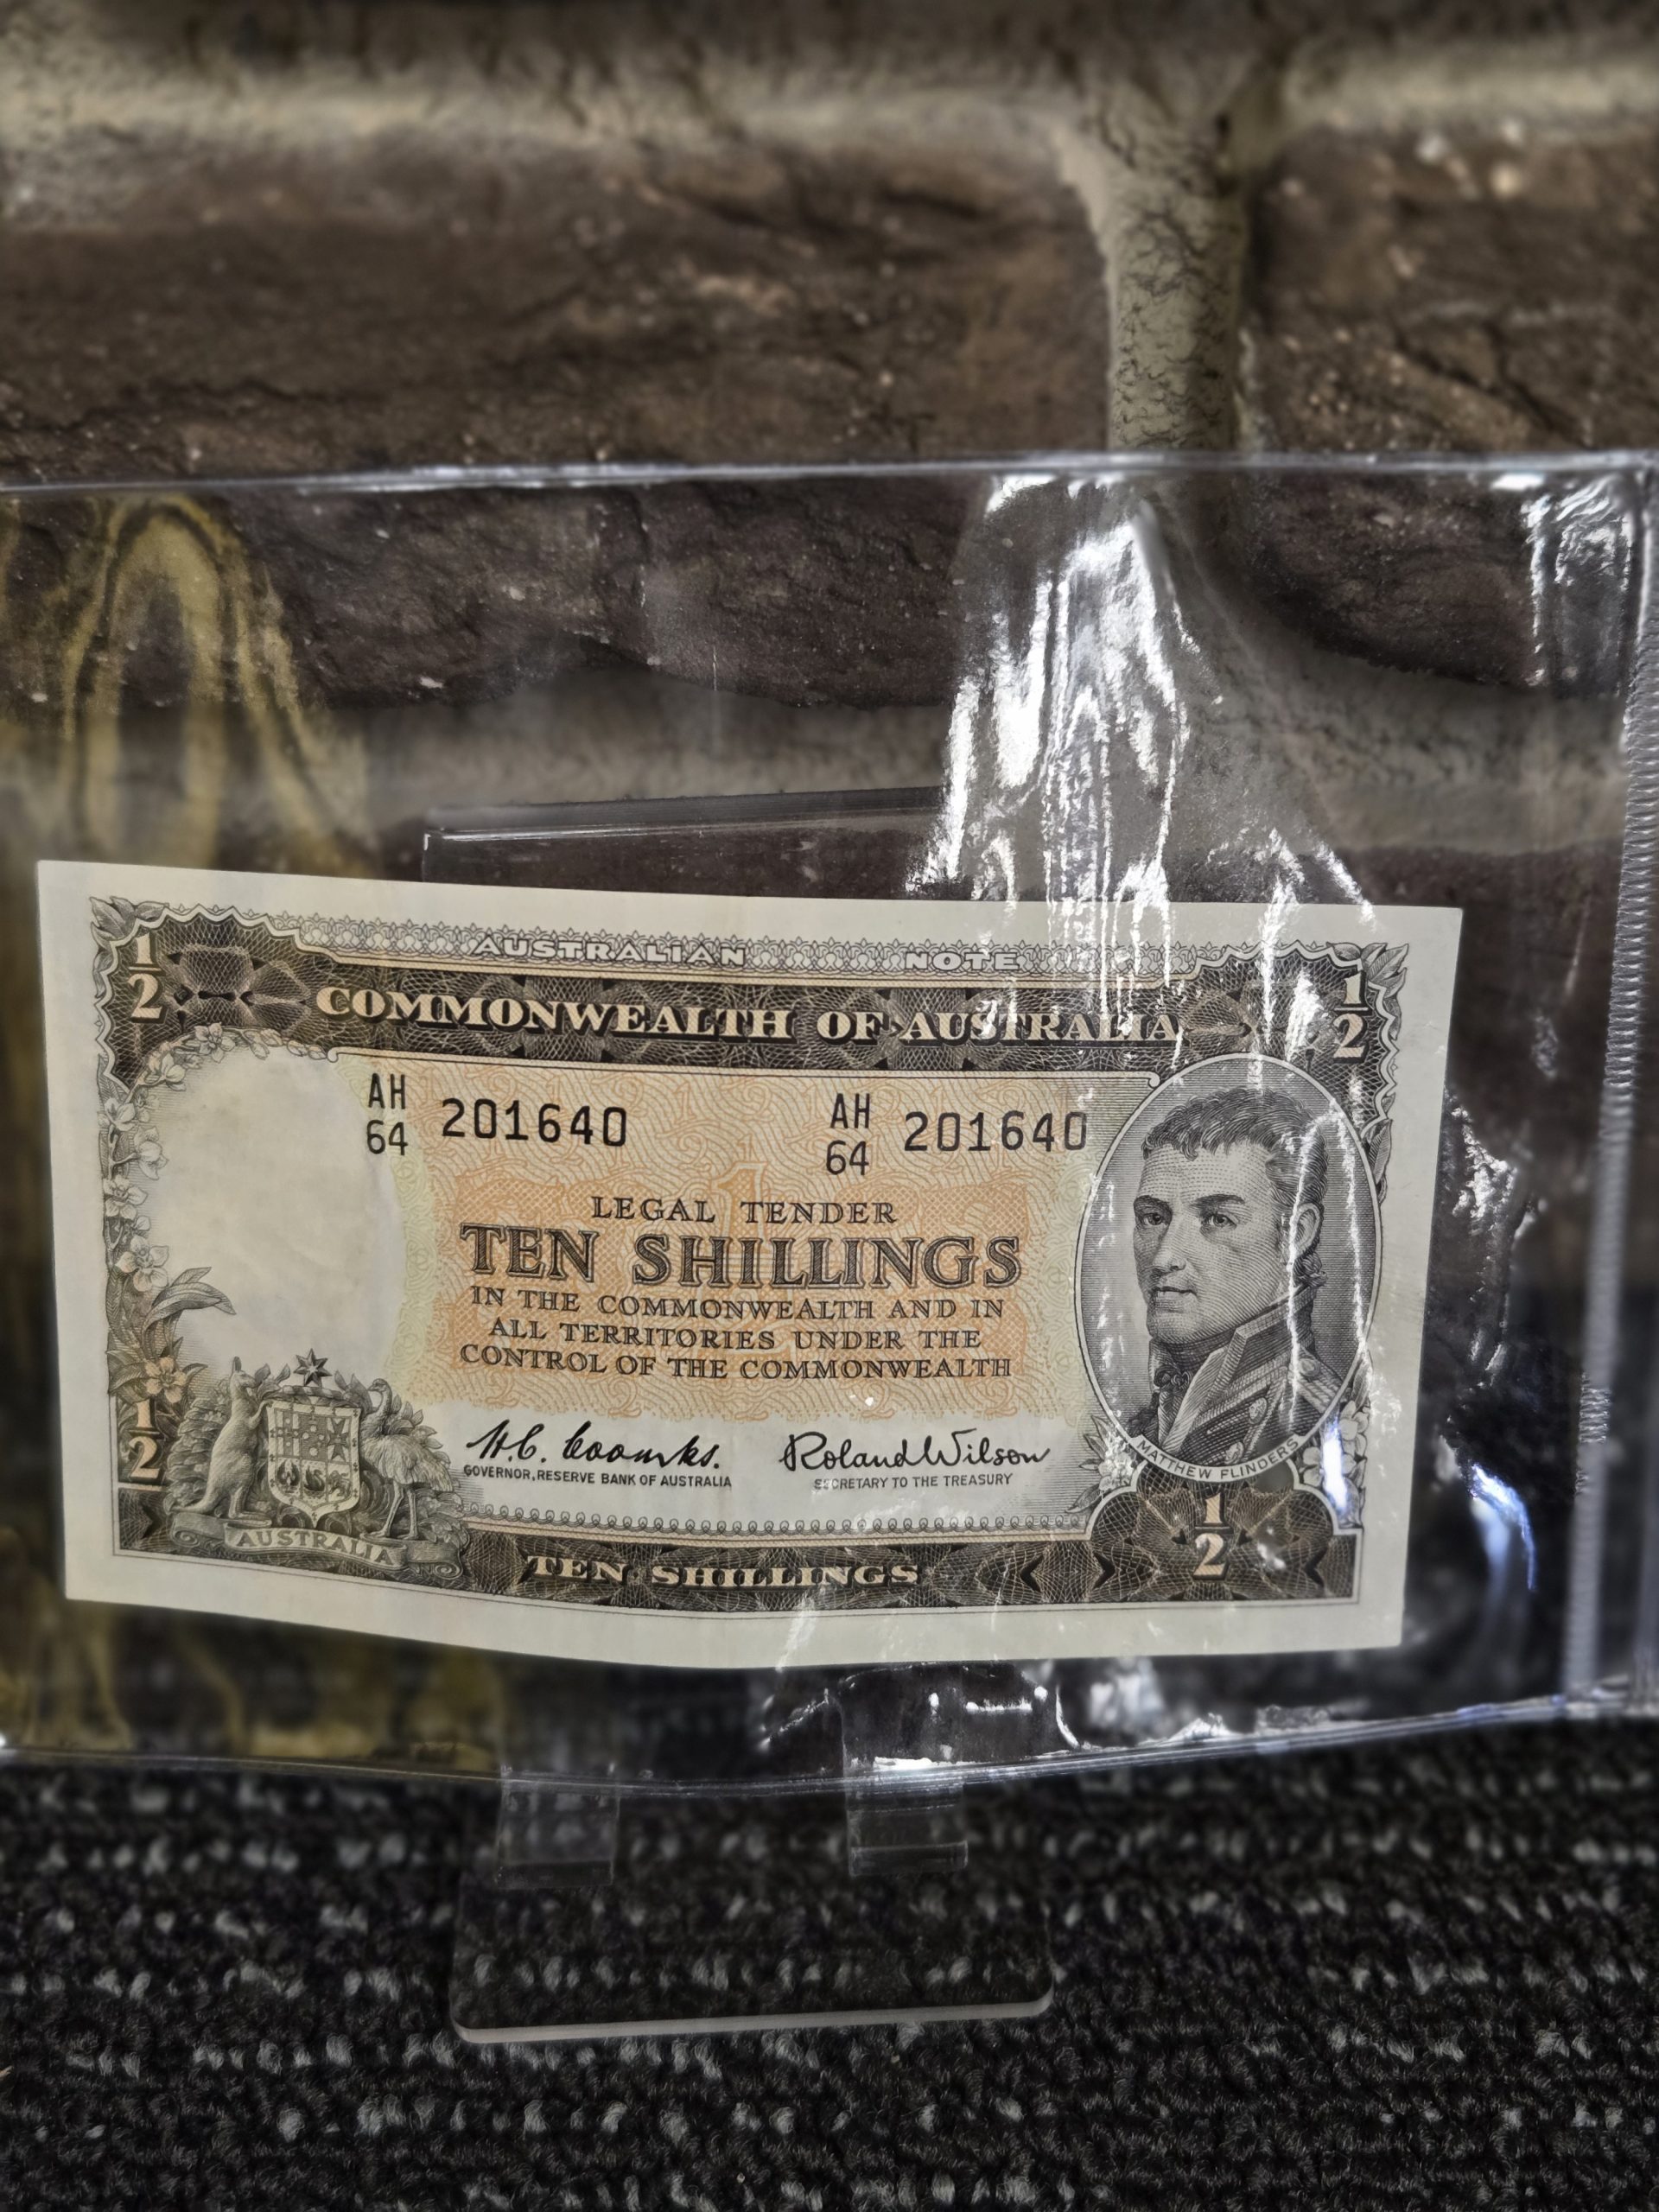 AUSTRALIAN NOTE
1/2 1/2
COMMONWEALTH OF AUSTRALIA
AH 64 201640 AH 64 201640
LEGAL TENDER
TEN SHILLINGS
IN THE COMMONWEALTH AND IN
ALL TERRITORIES UNDER THE
CONTROL OF THE COMMONWEALTH
1/2
H.C. Coombs. Roland Wilson
GOVERNOR, RESERVE BANK OF AUSTRALIA SECRETARY TO THE TREASURY
MATTHEW FLINDERS
AUSTRALIA
TEN SHILLINGS
1/2